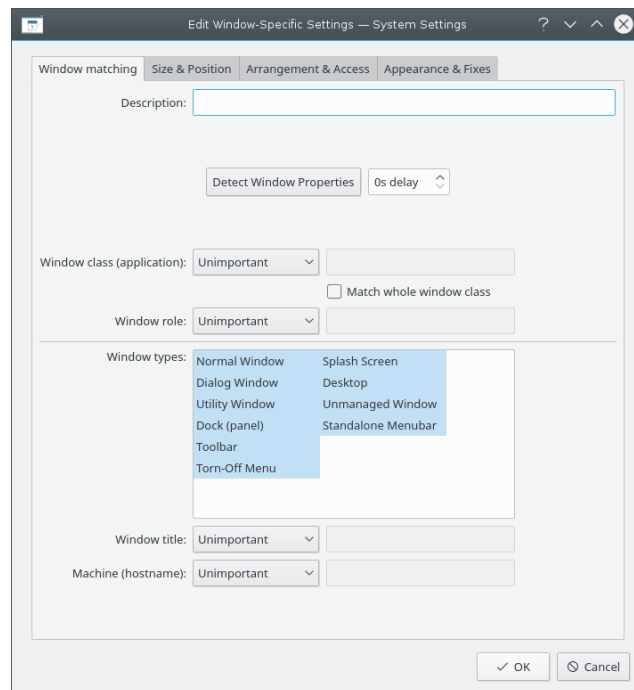 Edit Window-Specific Settings — System Settings
Window matching Size & Position Arrangement & Access Appearance & Fixes
Description:
Detect Window Properties 0s delay
Window class (application): Unimportant
Match whole window class
Window role: Unimportant
Window types: Normal Window Splash Screen
Dialog Window Desktop
Utility Window Unmanaged Window
Dock (panel) Standalone Menubar
Toolbar
Torn-Off Menu
Window title: Unimportant
Machine (hostname): Unimportant
OK Cancel